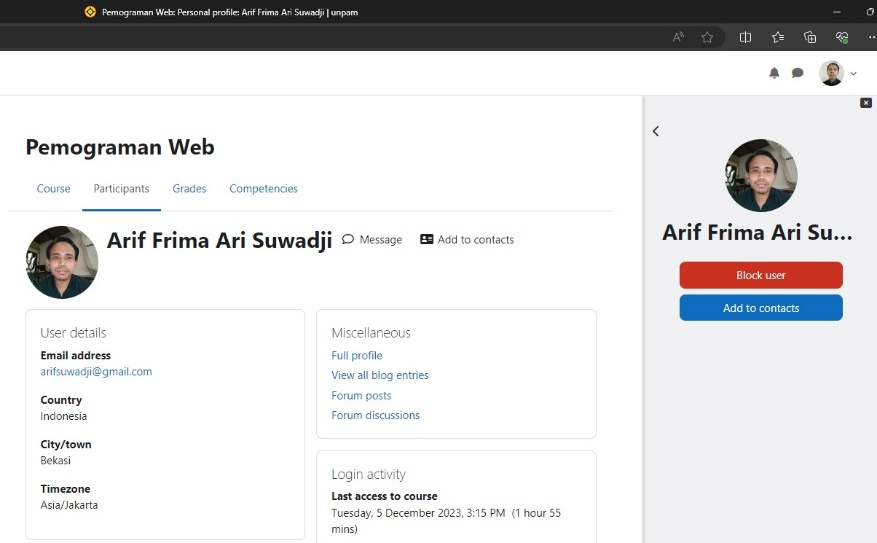 Pemograman Web: Personal profile: Arif Frima Ari Suwadji | unpam
Pemograman Web
Course
Participants
Grades
Competencies
Arif Frima Ari Suwadji
Message
Add to contacts
User details
Email address
arifsuwadji@gmail.com
Country
Indonesia
City/town
Bekasi
Timezone
Asia/Jakarta
Miscellaneous
Full profile
View all blog entries
Forum posts
Forum discussions
Login activity
Last access to course
Tuesday, 5 December 2023, 3:15 PM (1 hour 55
mins)
Arif Frima Ari Su...
Block user
Add to contacts